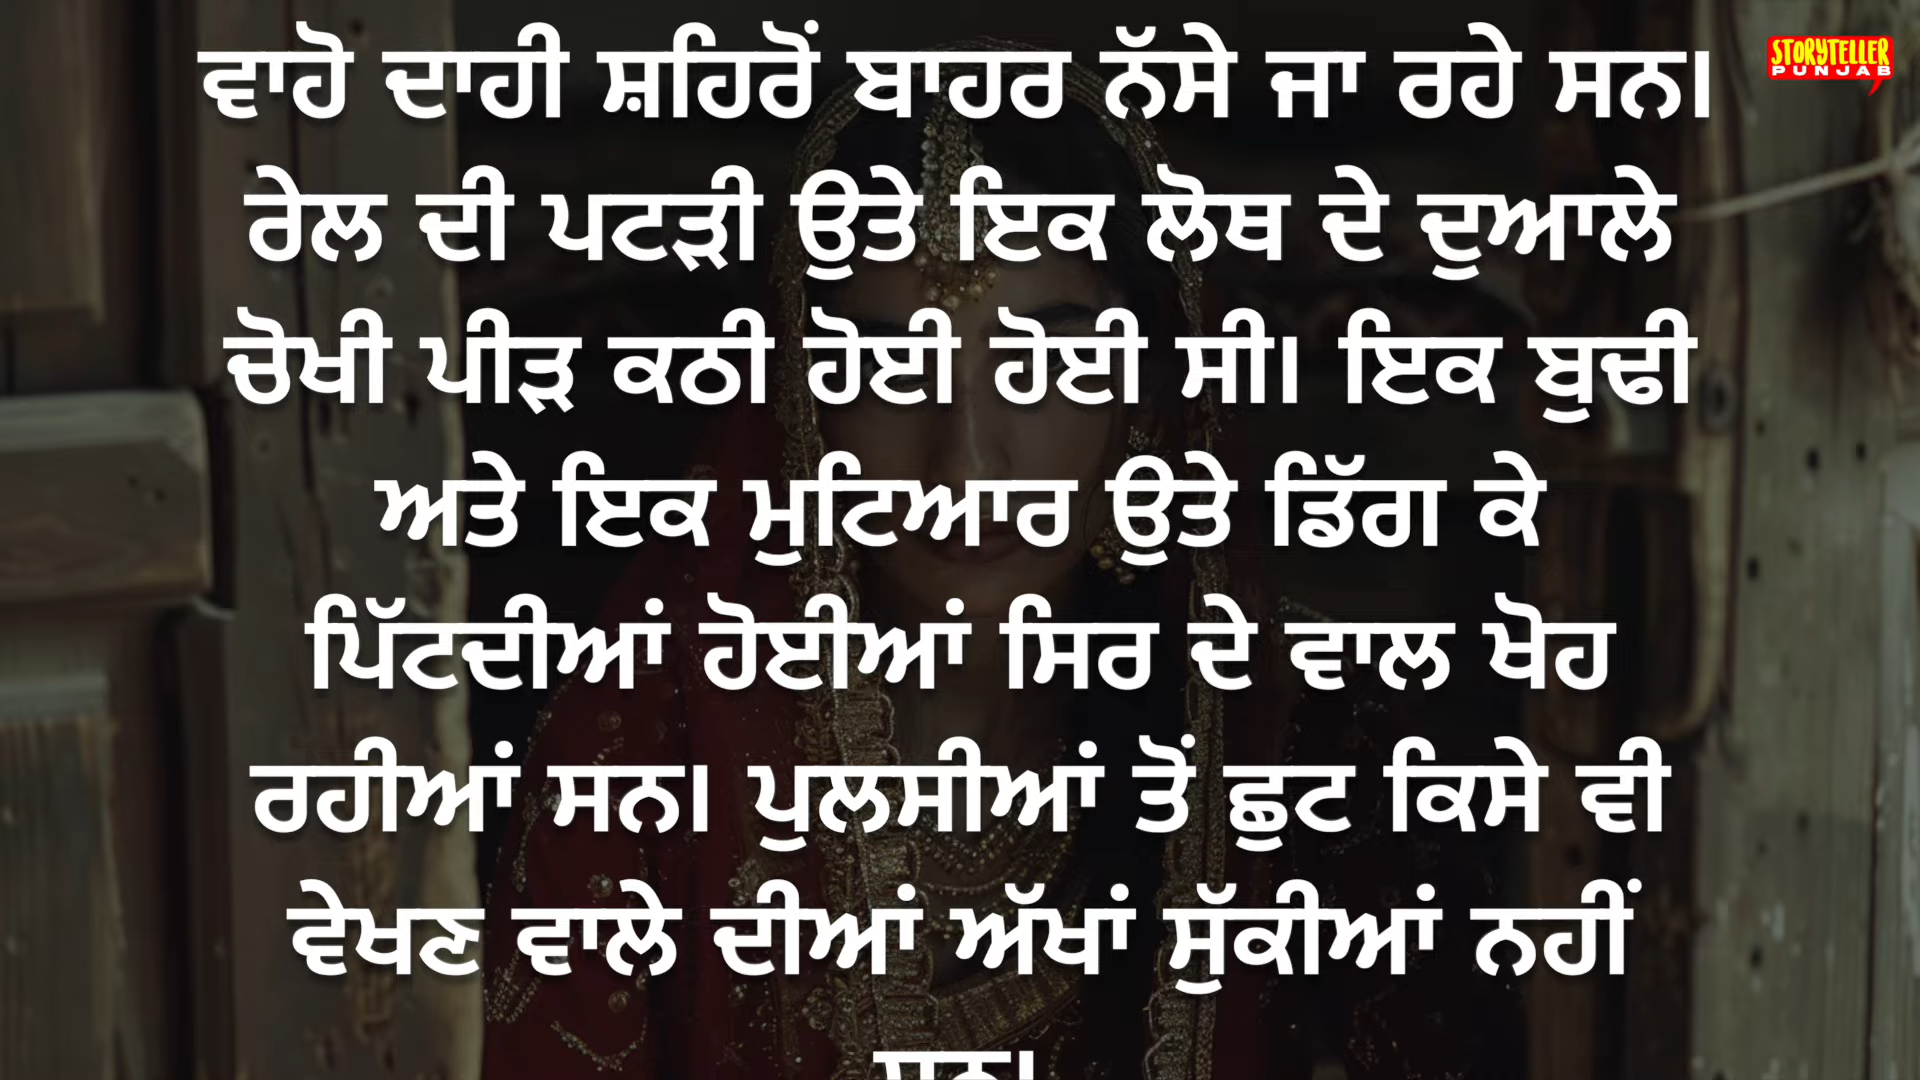 ਵਾਹੋ ਦਾਹੀ ਸ਼ਹਿਰੋਂ ਬਾਹਰ ਨੱਸੇ ਜਾ ਰਹੇ ਸਨ।
STORYTELLER
PUNJAB
ਰੇਲ ਦੀ ਪਟੜੀ ਉਤੇ ਇਕ ਲੋਥ ਦੇ ਦੁਆਲੇ
ਚੋਖੀ ਪੀੜ ਕਠੀ ਹੋਈ ਹੋਈ ਸੀ। ਇਕ ਬੁਢੀ
ਅਤੇ ਇਕ ਮੁਟਿਆਰ ਉਤੇ ਡਿੱਗ ਕੇ
ਪਿੱਟਦੀਆਂ ਹੋਈਆਂ ਸਿਰ ਦੇ ਵਾਲ ਖੋਹ
ਰਹੀਆਂ ਸਨ। ਪੁਲਸੀਆਂ ਤੋਂ ਛੁਟ ਕਿਸੇ ਵੀ
ਵੇਖਣ ਵਾਲੇ ਦੀਆਂ ਅੱਖਾਂ ਸੁੱਕੀਆਂ ਨਹੀਂ
ਸਨ।